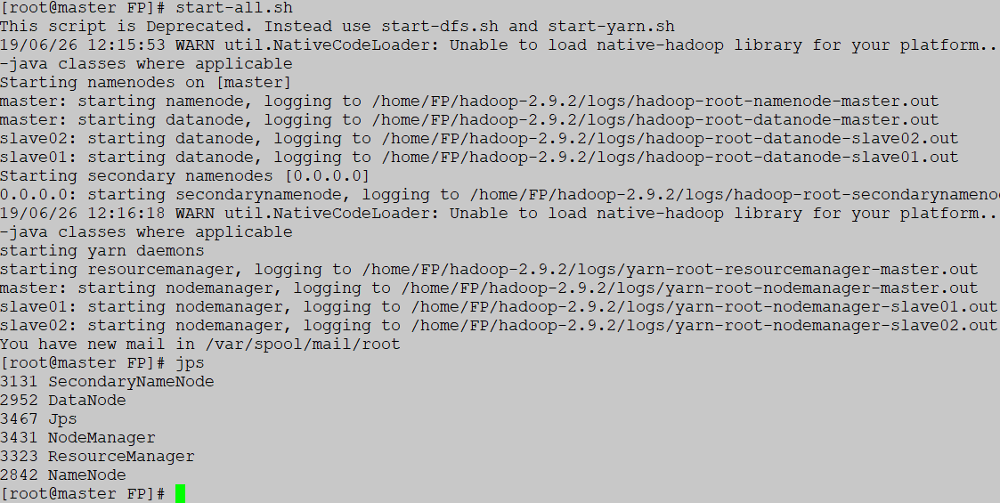 [root@master FP]# start-all.sh
This script is Deprecated. Instead use start-dfs.sh and start-yarn.sh
19/06/26 12:15:53 WARN util.NativeCodeLoader: Unable to load native-hadoop library for your platform..
-java classes where applicable
Starting namenodes on [master]
master: starting namenode, logging to /home/FP/hadoop-2.9.2/logs/hadoop-root-namenode-master.out
master: starting datanode, logging to /home/FP/hadoop-2.9.2/logs/hadoop-root-datanode-master.out
slave02: starting datanode, logging to /home/FP/hadoop-2.9.2/logs/hadoop-root-datanode-slave02.out
slave01: starting datanode, logging to /home/FP/hadoop-2.9.2/logs/hadoop-root-datanode-slave01.out
Starting secondary namenodes [0.0.0.0]
0.0.0.0: starting secondarynamenode, logging to /home/FP/hadoop-2.9.2/logs/hadoop-root-secondarynameno
19/06/26 12:16:18 WARN util.NativeCodeLoader: Unable to load native-hadoop library for your platform..
-java classes where applicable
starting yarn daemons
starting resourcemanager, logging to /home/FP/hadoop-2.9.2/logs/yarn-root-resourcemanager-master.out
master: starting nodemanager, logging to /home/FP/hadoop-2.9.2/logs/yarn-root-nodemanager-master.out
slave01: starting nodemanager, logging to /home/FP/hadoop-2.9.2/logs/yarn-root-nodemanager-slave01.out
slave02: starting nodemanager, logging to /home/FP/hadoop-2.9.2/logs/yarn-root-nodemanager-slave02.out
You have new mail in /var/spool/mail/root
[root@master FP]# jps
3131 SecondaryNameNode
2952 DataNode
3467 Jps
3431 NodeManager
3323 ResourceManager
2842 NameNode
[root@master FP]#